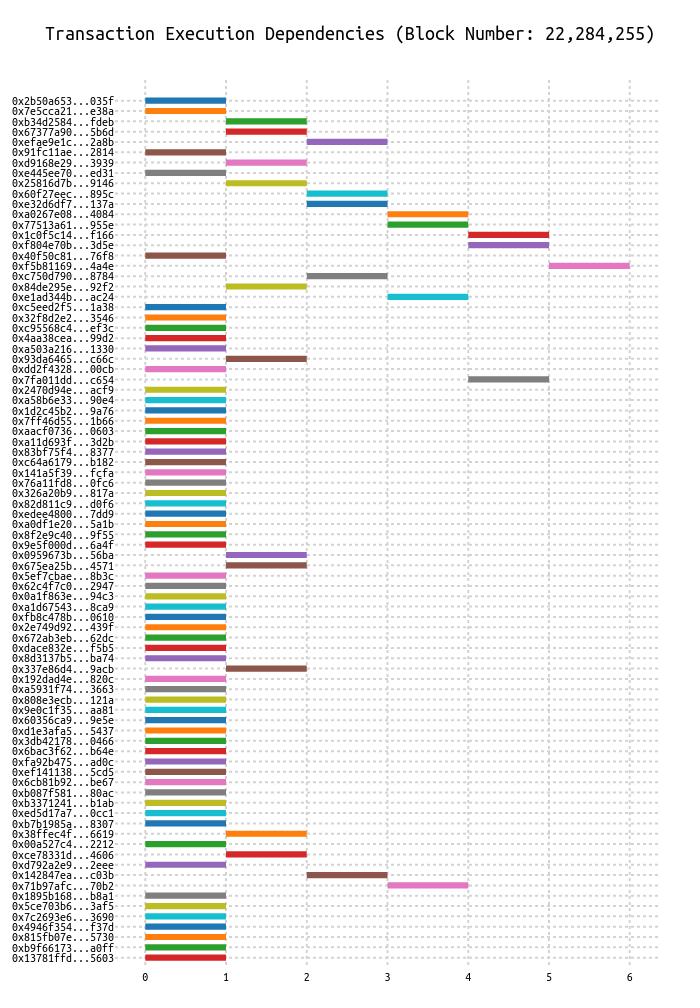 Transaction Execution Dependencies (Block Number: 22,284,255)
0x2b50a653...035f
0x7e5cca21...e38a
0xb34d2584...fdeb
0x67377a90...5b6d
0xefae9e1c...2a8b
0x91fc11ae...2814
0xd9168e29...3939
0xe445ee70...ed31
0x25816d7b...9146
0x60f27eec...895c
0xe32d6df7...137a
0xa0267e08...4084
0x77513a61...955e
0x1c0f5c14...f166
0xf804e70b...3d5e
0x40f50c81...76f8
0xf5b81169...4a4e
0xc750d790...8784
0x84de295e...92f2
0xe1ad344b...ac24
0xc5eed2f5...1a38
0x32f8d2e2...3546
0xc95568c4...ef3c
0x4aa38cea...99d2
0xa503a216...1330
0x93da6465...c66c
0xdd2f4328...00cb
0x7fa011dd...c654
0x2470d94e...acf9
0xa58b6e33...90e4
0x1d2c45b2...9a76
0x7ff46d55...1b66
0xaacf0736...0603
0xa11d693f...3d2b
0x83bf75f4...8377
0xc64a6179...b182
0x141a5f39...fcfa
0x76a11fd8...0fc6
0x326a20b9...817a
0x82d811c9...d0f6
0xedee4800...7dd9
0xa0df1e20...5a1b
0x8f2e9c40...9f55
0x9e5f000d...6a4f
0x0959673b...56ba
0x675ea25b...4571
0x5ef7cbae...8b3c
0x62c4f7c0...2947
0x0a1f863e...94c3
0xa1d67543...8ca9
0xfb8c478b...0610
0x2e749d92...439f
0x672ab3eb...62dc
0xdace832e...f5b5
0x8d3137b5...ba74
0x337e86d4...9acb
0x192dad4e...820c
0xa5931f74...3663
0x808e3ecb...121a
0x9e0c1f35...aa81
0x60356ca9...9e5e
0xd1e3afa5...5437
0x3db42178...0466
0x6bac3f62...b64e
0xfa92b475...ad0c
0xef141138...5cd5
0x6cb81b92...be67
0xb087f581...80ac
0xb3371241...b1ab
0xed5d17a7...0cc1
0xb7b1985a...8307
0x38ffec4f...6619
0x00a527c4...2212
0xce78331d...4606
0xd792a2e9...2eee
0x142847ea...c03b
0x71b97afc...70b2
0x1895b168...b8a1
0x5ce703b6...3af5
0x7c2693e6...3690
0x4946f354...f37d
0x815fb07e...5730
0xb9f66173...a0ff
0x13781ffd...5603
0 1 2 3 4 5 6